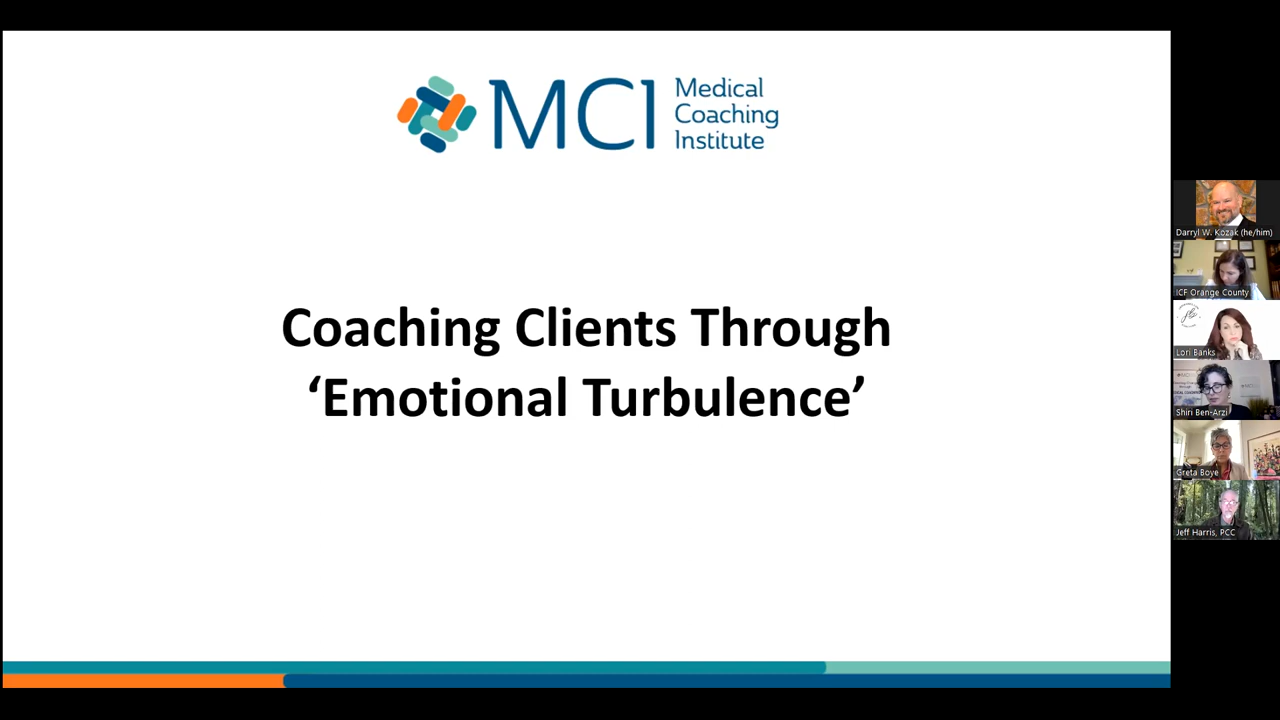 MCI
Medical
Coaching
Institute
Coaching Clients Through
‘Emotional Turbulence’
Darryl W. Kozak (he/him)
ICF Orange County
Lori Banks
Shiri Ben-Arzi
Greta Boye
Jeff Harris, PCC